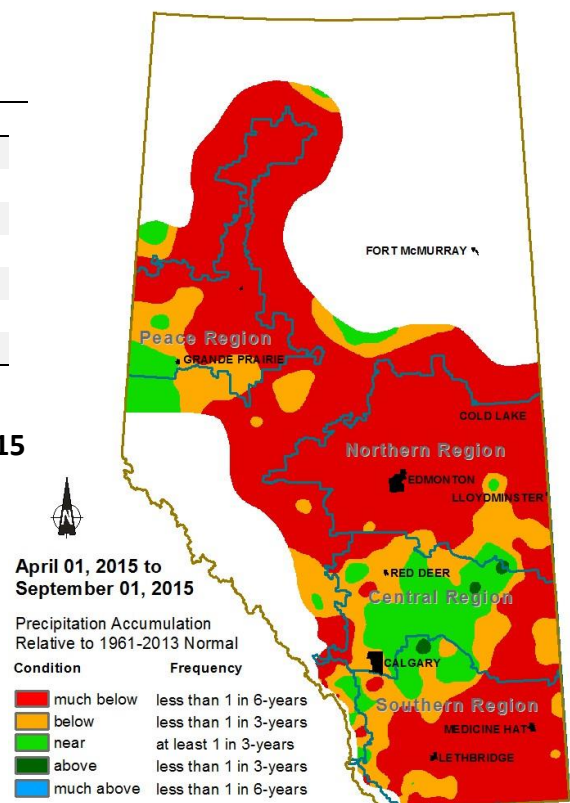 FORT McMURRAY
Peace Region
GRANDE PRAIRIE
COLD LAKE
Northern Region
15
EDMONTON
LLOYDMINSTER
N
April 01, 2015 to
September 01, 2015
RED DEER
Central Region
Precipitation Accumulation
Relative to 1961-2013 Normal
CALGARY
Condition Frequency
much below less than 1 in 6-years
below less than 1 in 3-years
near at least 1 in 3-years
above less than 1 in 3-years
much above less than 1 in 6-years
Southern Region
MEDICINE HAT
LETHBRIDGE